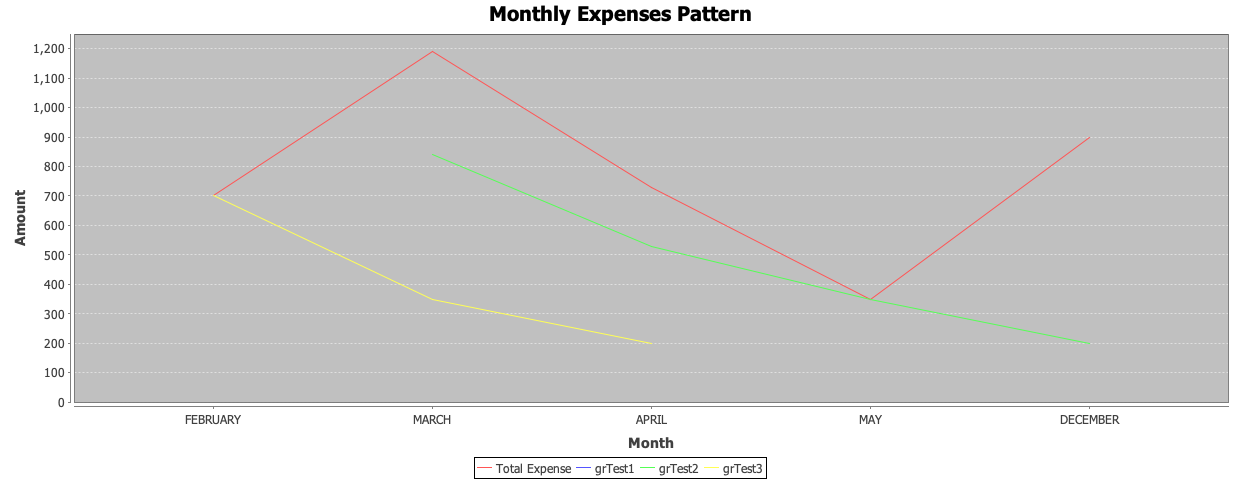 Monthly Expenses Pattern
1,200
1,100
1,000
900
800
700
600
500
400
300
200
100
0
Amount
FEBRUARY MARCH APRIL MAY DECEMBER
Month
Total Expense grTest1 grTest2 grTest3